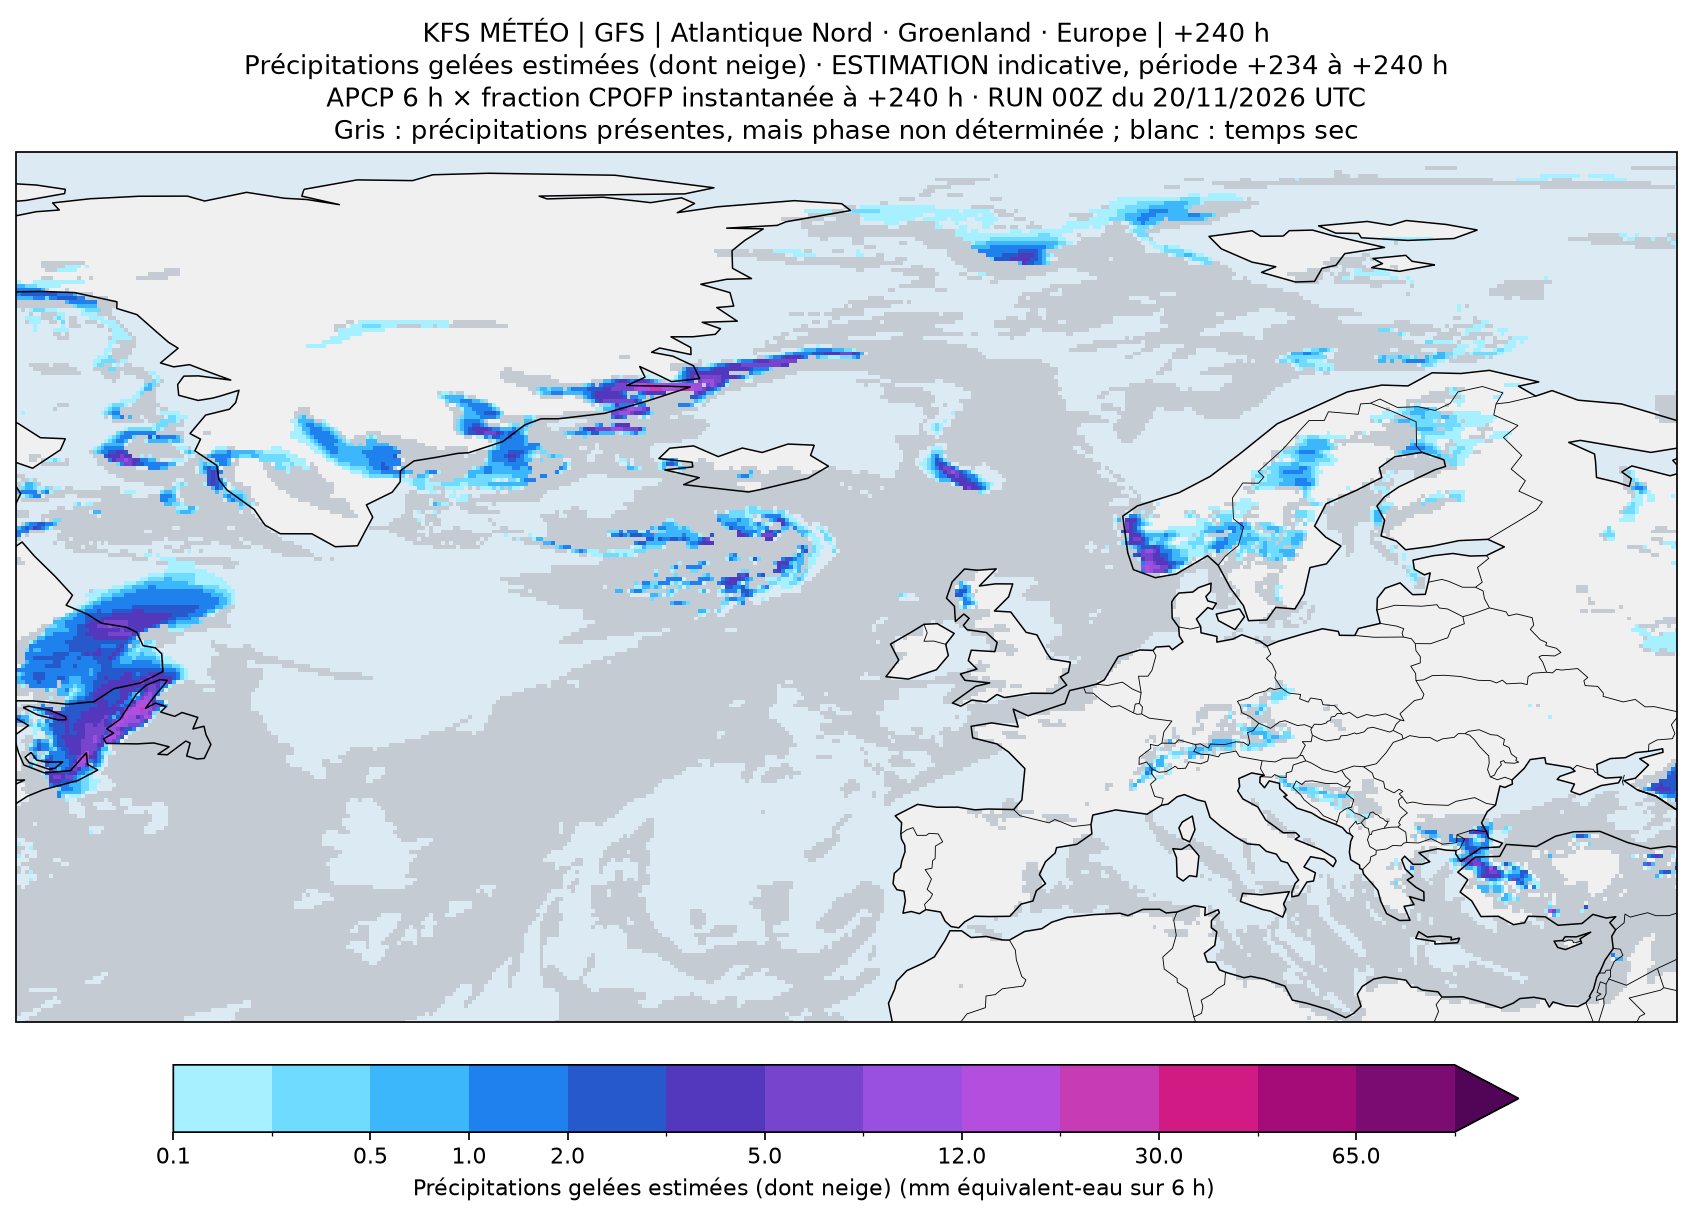 KFS MÉTÉO | GFS | Atlantique Nord · Groenland · Europe | +240 h
Précipitations gelées estimées (dont neige) · ESTIMATION indicative, période +234 à +240 h
APCP 6 h × fraction CPOFP instantanée à +240 h · RUN 00Z du 20/11/2026 UTC
Gris : précipitations présentes, mais phase non déterminée ; blanc : temps sec
0.1 0.5 1.0 2.0 5.0 12.0 30.0 65.0
Précipitations gelées estimées (dont neige) (mm équivalent-eau sur 6 h)